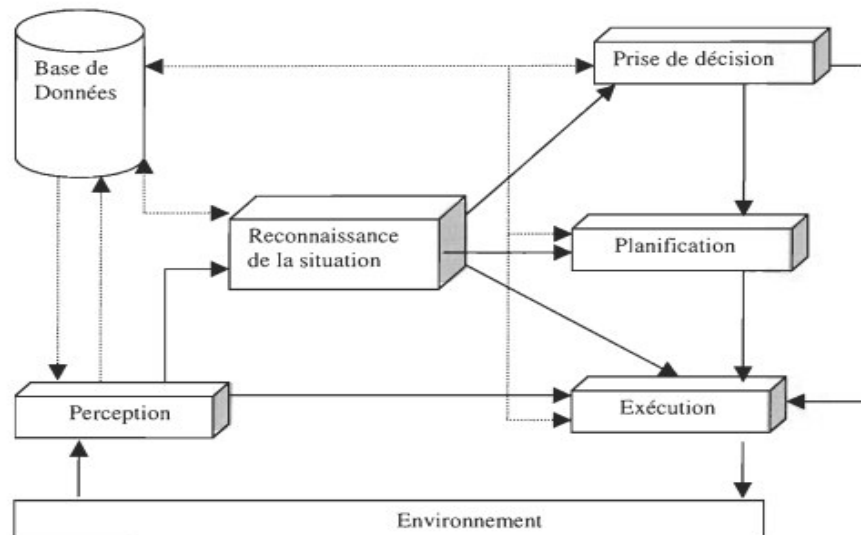 Base de
Données
Prise de décision
Reconnaissance
de la situation
Planification
Perception
Exécution
Environnement